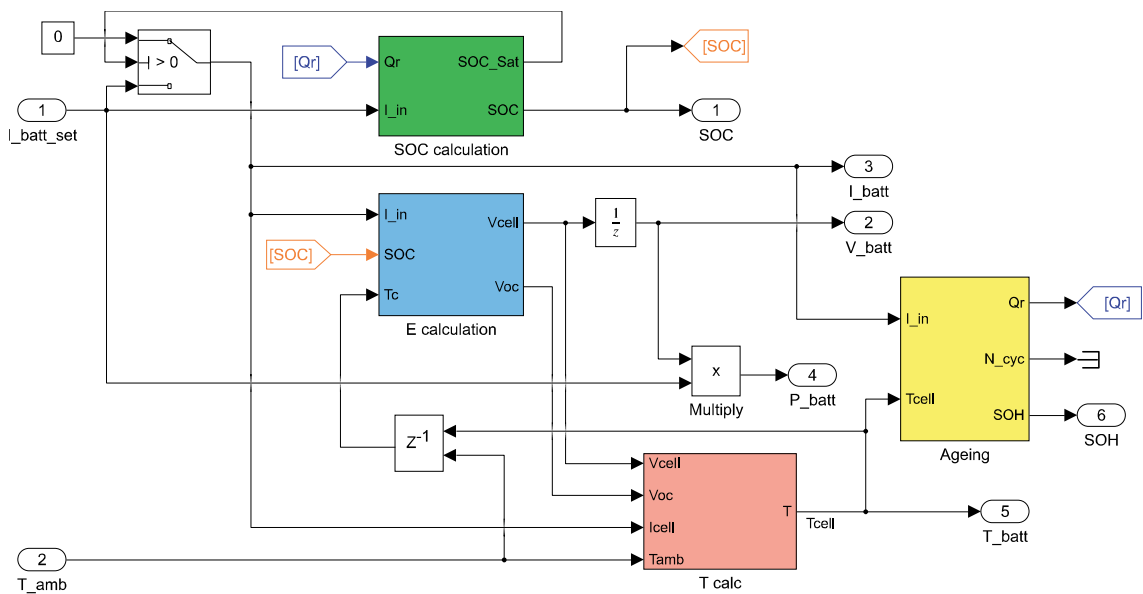 0
> 0
1
I_batt_set
[Qr]
Qr
SOC_Sat
I_in
SOC
SOC calculation
[SOC]
1
SOC
3
I_batt
I_in
Vcell
[SOC]
SOC
Tc
Voc
E calculation
1
z
2
V_batt
x
Multiply
4
P_batt
I_in
Qr
N_cyc
Tcell
SOH
Ageing
[Qr]
6
SOH
Z-1
Vcell
Voc
T
Icell
Tamb
T calc
Tcell
5
T_batt
2
T_amb